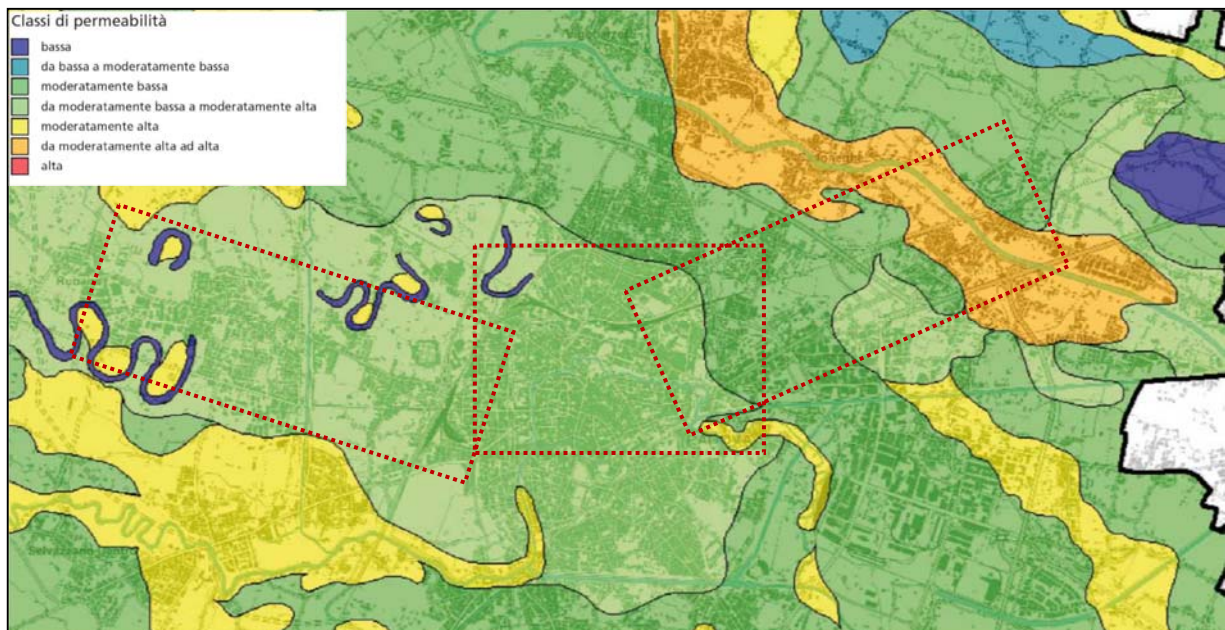 Classi di permeabilità
bassa
da bassa a moderatamente bassa
moderatamente bassa
da moderatamente bassa a moderatamente alta
moderatamente alta
da moderatamente alta ad alta
alta